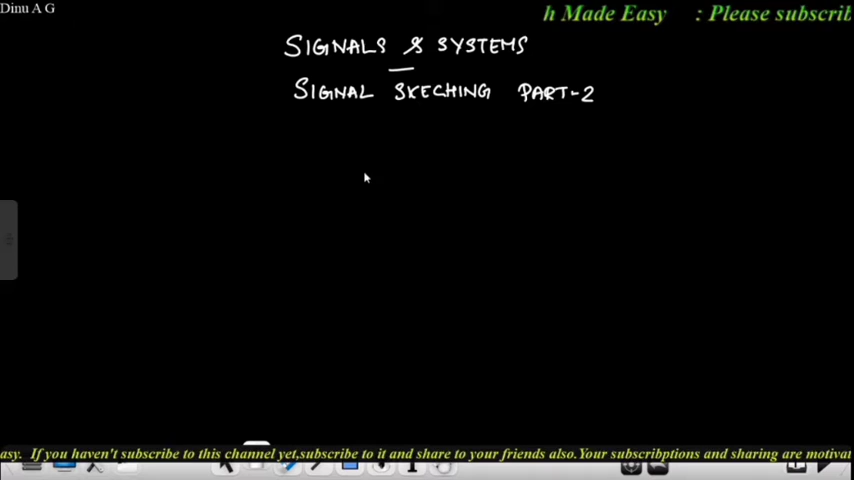 Dinu A G
h Made Easy : Please subscrib
SIGNALS & SYSTEMS
SIGNAL SKECHING PART-2
asy. If you haven't subscribe to this channel yet,subscribe to it and share to your friends also.Your subscribptions and sharing are motivat